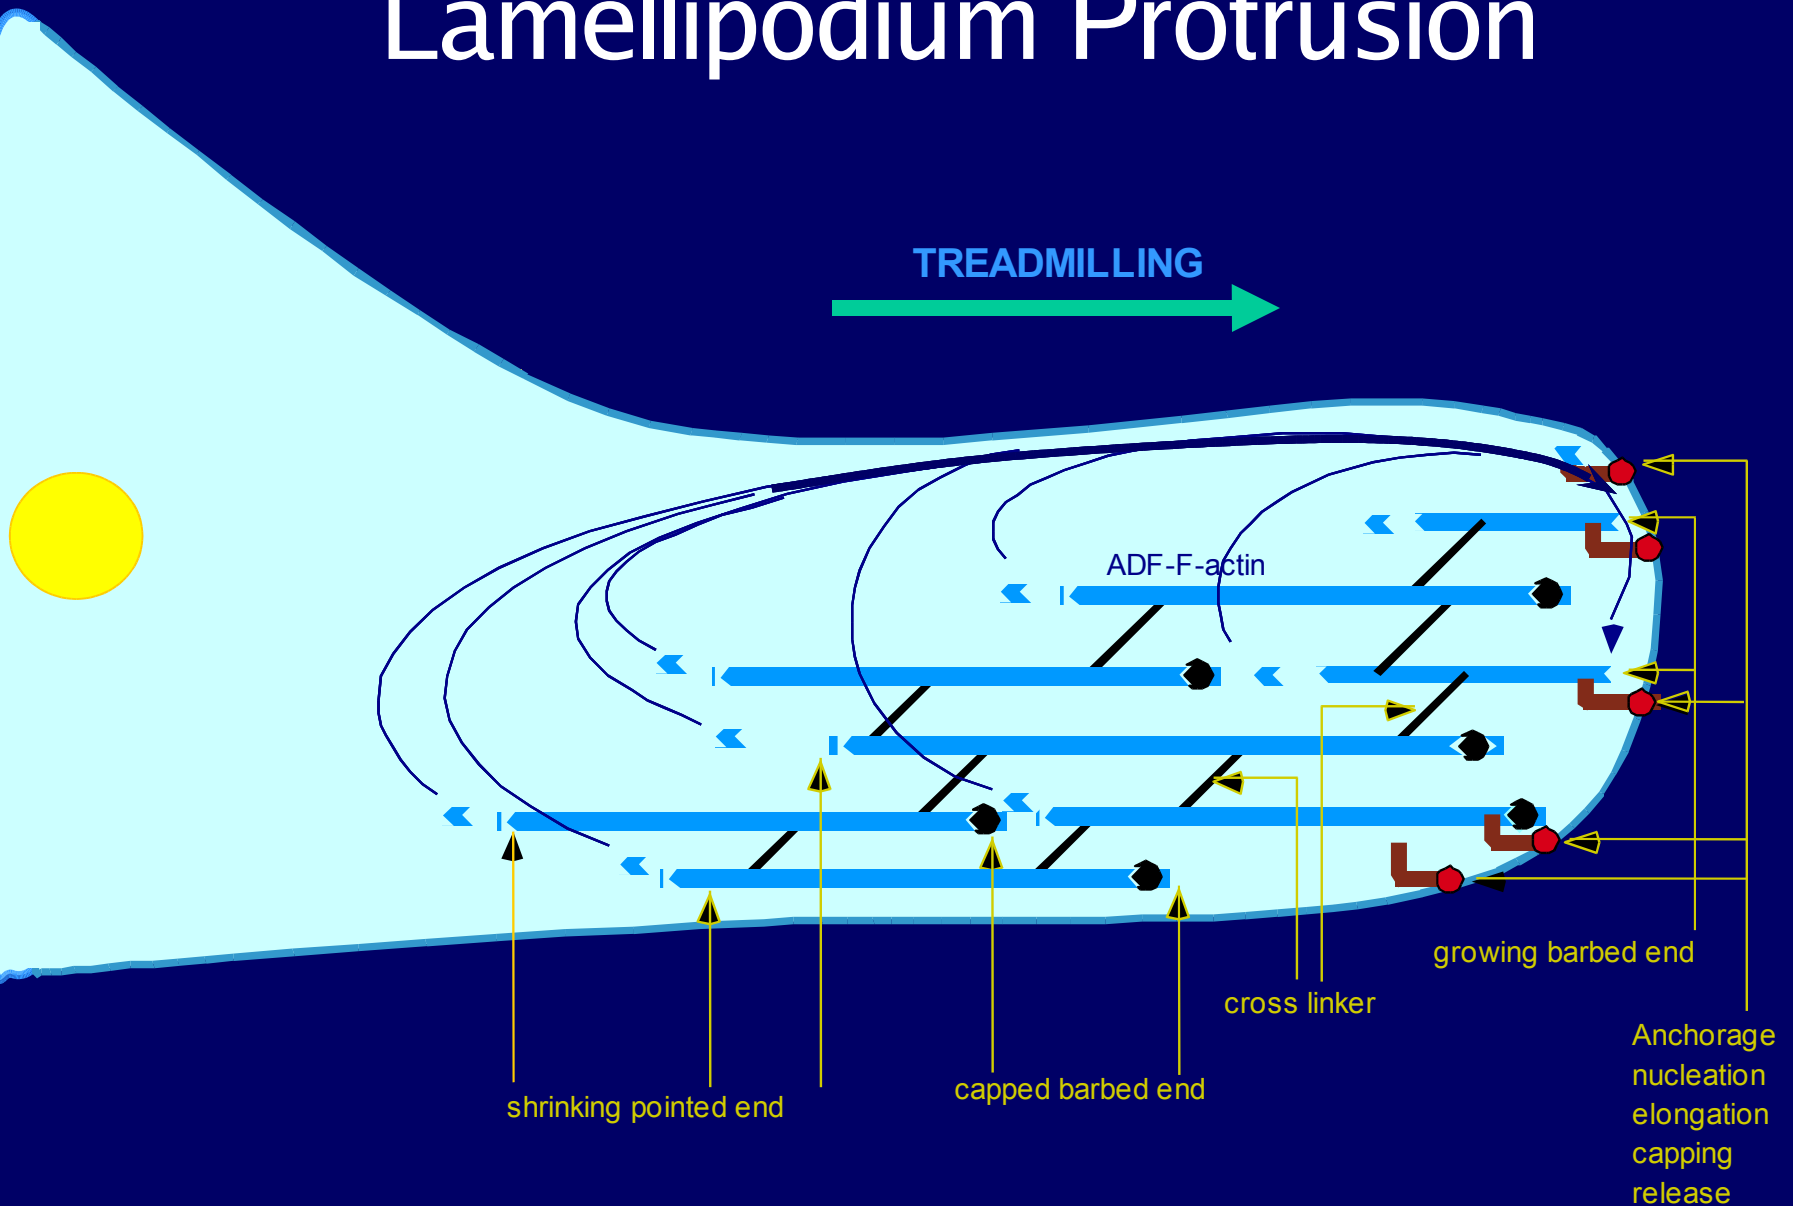 Lamellipodium Protrusion
TREADMILLING
ADF-F-actin
growing barbed end
cross linker
Anchorage
nucleation
elongation
capping
release
capped barbed end
shrinking pointed end